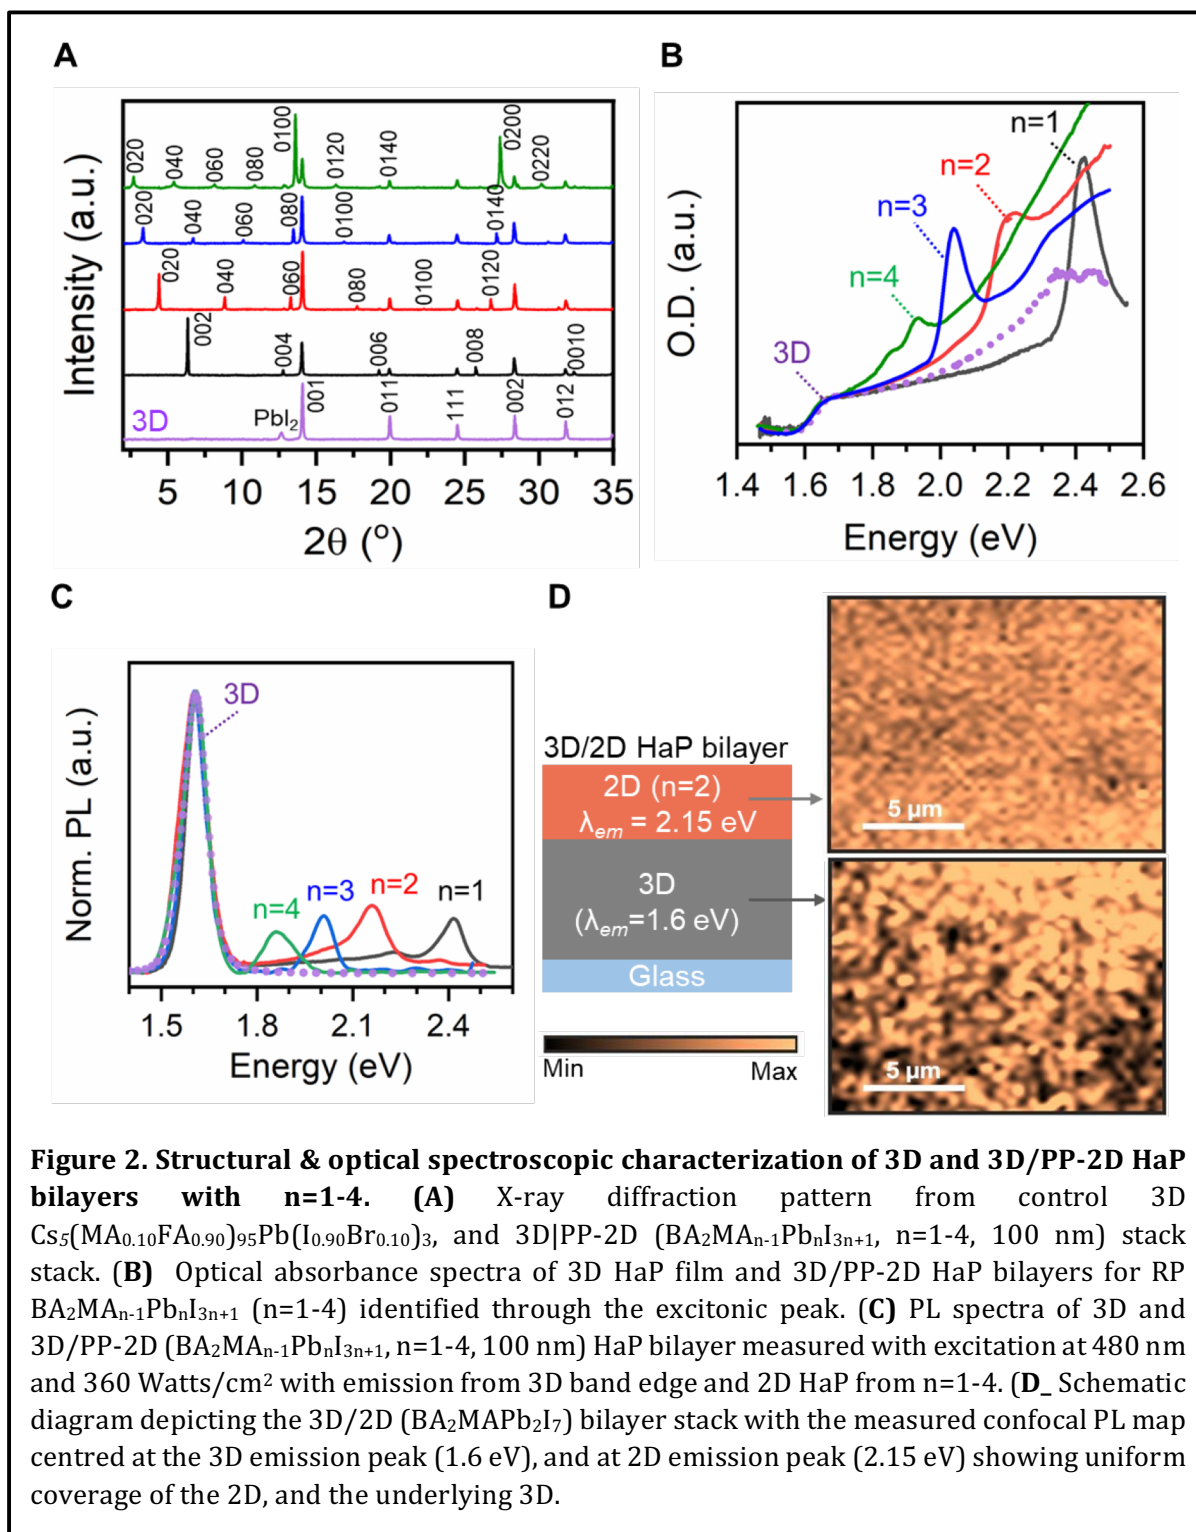 A
Intensity (a.u.)
020
040
060
080
0100
0120
0140
0200
0220
020
040
060
080
0100
0140
020
040
060
080
0100
0120
002
004
006
008
0010
3D
PbI2
001
011
111
002
012
5 10 15 20 25 30 35
2θ (°)
B
O.D. (a.u.)
n=1
n=2
n=3
n=4
3D
1.4 1.6 1.8 2.0 2.2 2.4 2.6
Energy (eV)
C
Norm. PL (a.u.)
3D
n=4
n=3
n=2
n=1
1.5 1.8 2.1 2.4
Energy (eV)
D
3D/2D HaP bilayer
2D (n=2)
λem = 2.15 eV
3D
(λem=1.6 eV)
Glass
Min Max
5 μm
5 μm
Figure 2. Structural & optical spectroscopic characterization of 3D and 3D/PP-2D HaP
bilayers with n=1-4. (A) X-ray diffraction pattern from control 3D
Cs5(MA0.10FA0.90)95Pb(I0.90Br0.10)3, and 3D|PP-2D (BA2MAn-1PbnI3n+1, n=1-4, 100 nm) stack
stack. (B) Optical absorbance spectra of 3D HaP film and 3D/PP-2D HaP bilayers for RP
BA2MAn-1PbnI3n+1 (n=1-4) identified through the excitonic peak. (C) PL spectra of 3D and
3D/PP-2D (BA2MAn-1PbnI3n+1, n=1-4, 100 nm) HaP bilayer measured with excitation at 480 nm
and 360 Watts/cm2 with emission from 3D band edge and 2D HaP from n=1-4. (D_ Schematic
diagram depicting the 3D/2D (BA2MAPb2I7) bilayer stack with the measured confocal PL map
centred at the 3D emission peak (1.6 eV), and at 2D emission peak (2.15 eV) showing uniform
coverage of the 2D, and the underlying 3D.